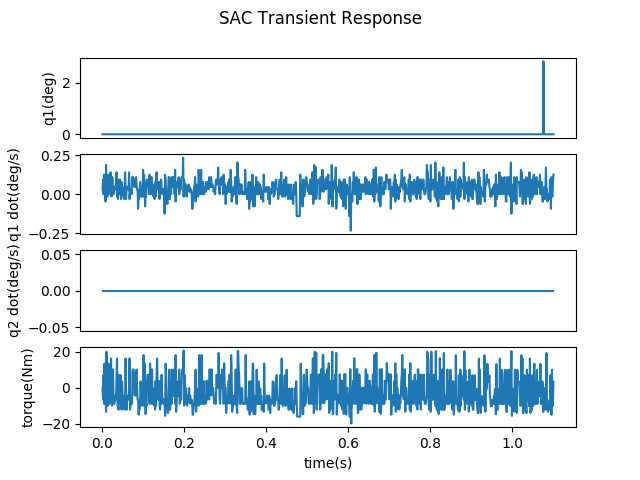 SAC Transient Response
q1(deg)
2
0
q1 dot(deg/s)
0.25
0.00
−0.25
q2 dot(deg/s)
0.05
0.00
−0.05
torque(Nm)
20
0
−20
0.0 0.2 0.4 0.6 0.8 1.0
time(s)